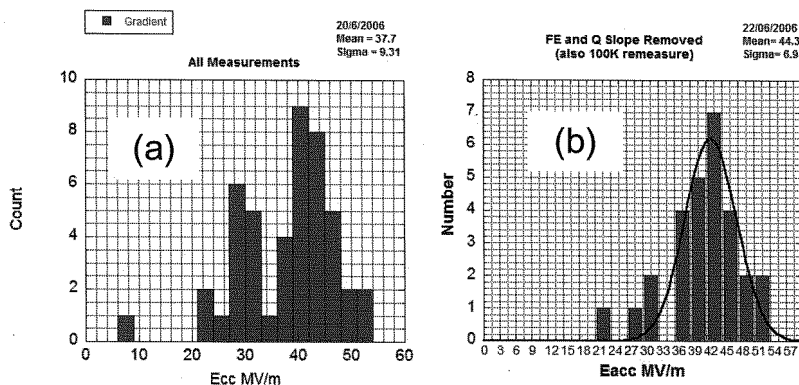 Gradient
20/6/2006
Mean = 37.7
Sigma = 9.31
All Measurements
(a)
10
8
6
4
2
0
Count
0 10 20 30 40 50 60
Ecc MV/m
22/06/2006
Mean= 44.3
Sigma= 6.9
FE and Q Slope Removed
(also 100K remeasure)
(b)
8
7
6
5
4
3
2
1
0
Number
0 3 6 9 12 15 18 21 24 27 30 33 36 39 42 45 48 51 54 57
Eacc MV/m